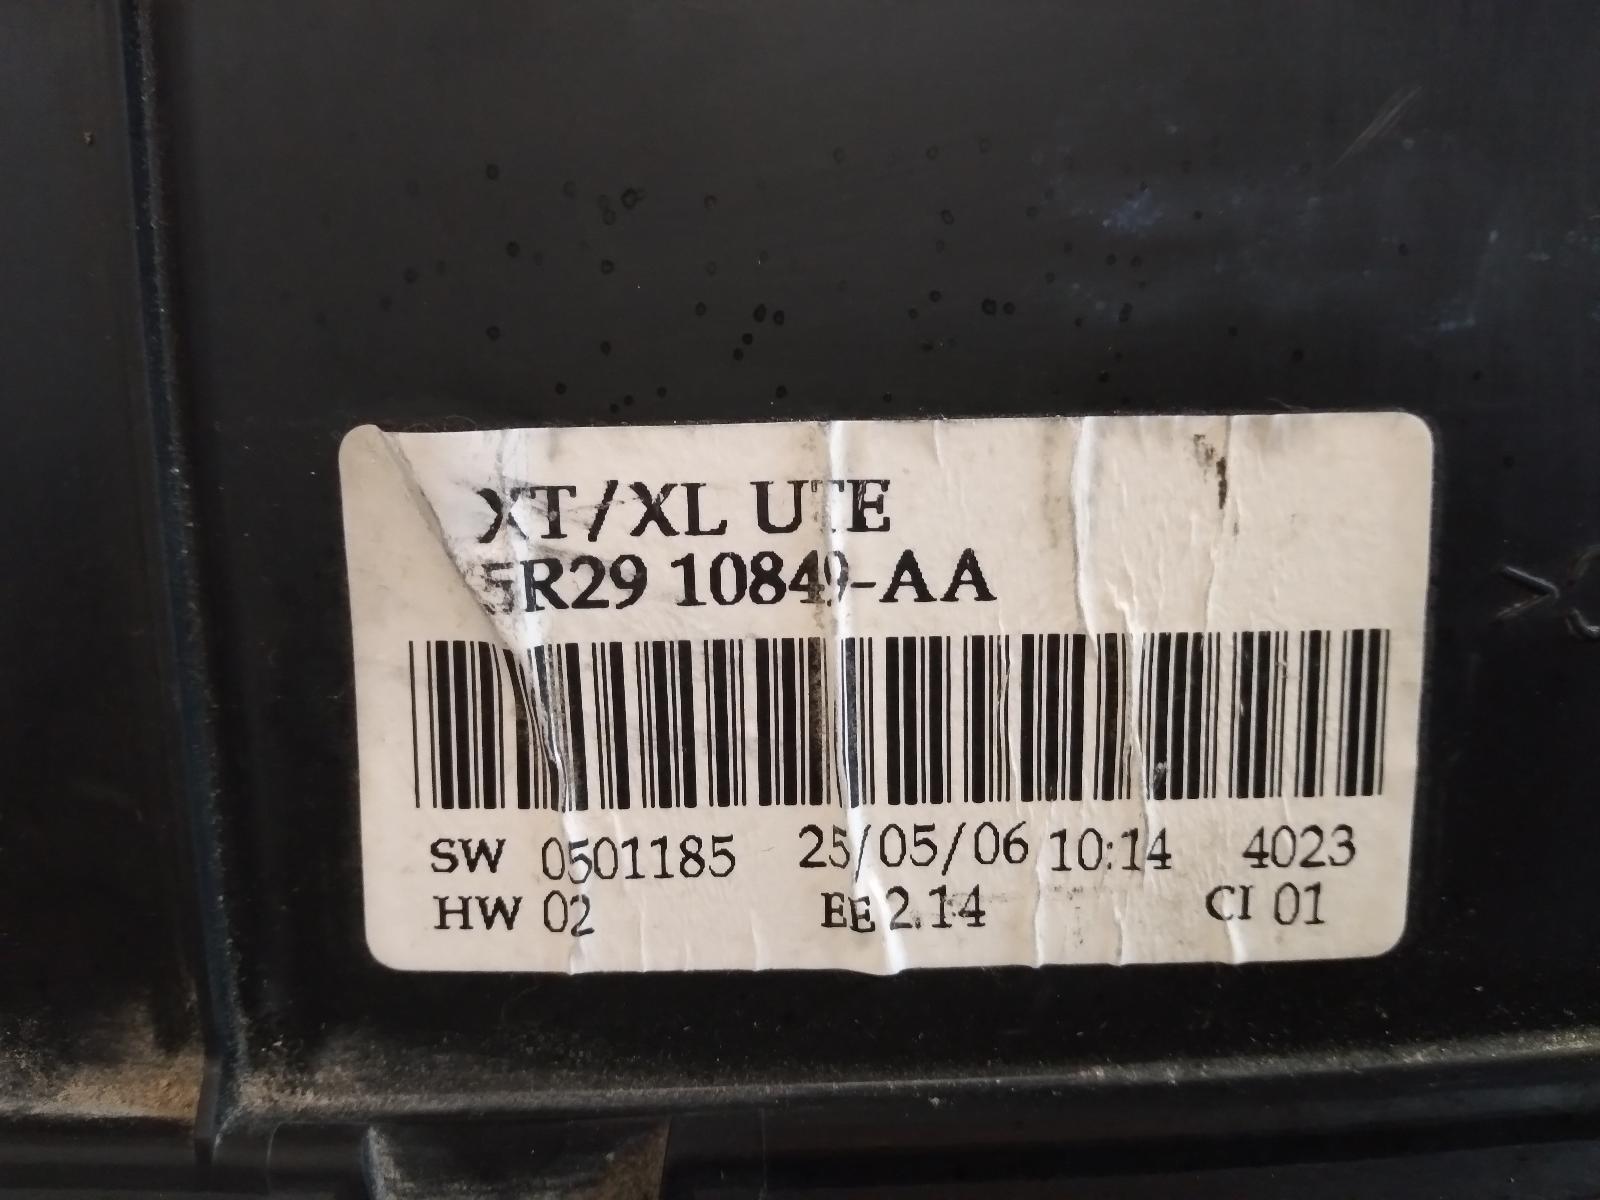 XT/XL UTE
5R29 10849-AA
SW 0501185 25/05/06 10:14 4023
HW 02 EE 2.14 CI 01